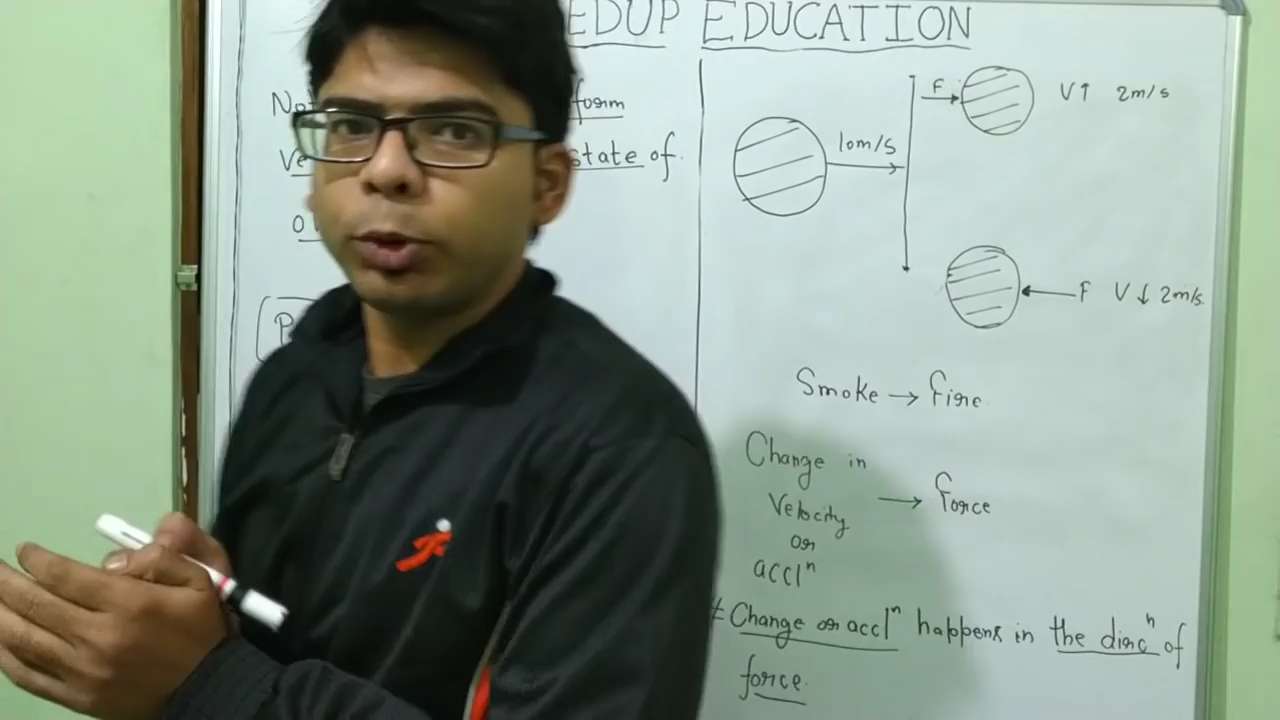 EDUP EDUCATION
form
state of
10m/s
F V↑ 2m/s
F V↓ 2m/s.
Smoke → fire
Change in
Velocity → force
or
accl^n
# Change or accl^n happens in the direc^n of
force.